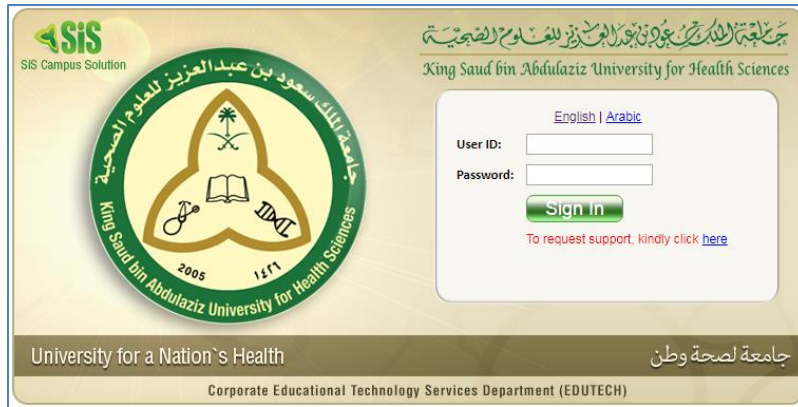 SiS
SiS Campus Solution
جامعة الملك سعود بن عبدالعزيز للعلوم الصحية
King Saud bin Abdulaziz University for Health Sciences
جامعة الملك سعود بن عبدالعزيز للعلوم الصحية
King Saud bin Abdulaziz University for Health Sciences
2005 ١٤٢٦
English | Arabic
User ID:
Password:
Sign In
To request support, kindly click here
University for a Nation`s Health
جامعة لصحة وطن
Corporate Educational Technology Services Department (EDUTECH)